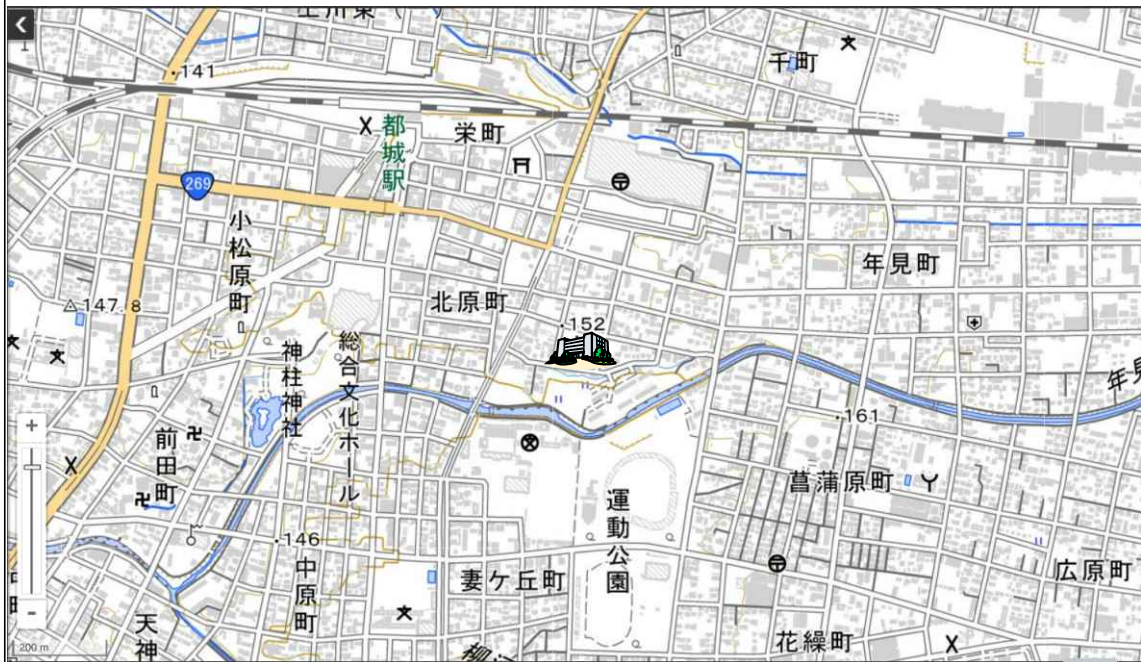 141
都城駅
栄町
千町
269
小松原町
147.8
北原町
年見町
152
神柱神社
総合文化ホール
年見
161
前田町
菖蒲原町
運動公園
146
中原町
妻ケ丘町
広原町
天神
花繰町
200 m